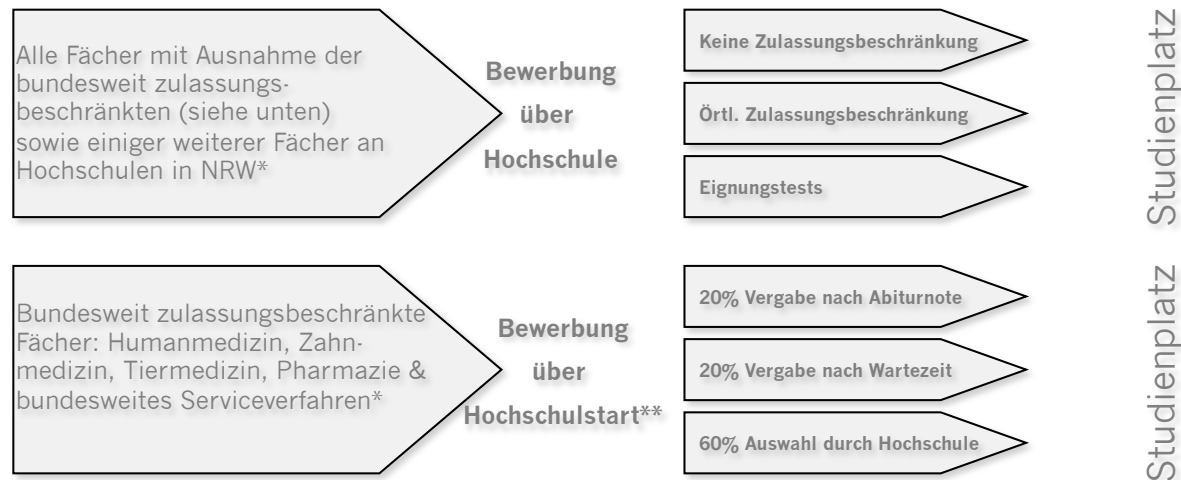 Alle Fächer mit Ausnahme der
bundesweit zulassungs-
beschränkten (siehe unten)
sowie einiger weiterer Fächer an
Hochschulen in NRW*
Bewerbung
über
Hochschule
Keine Zulassungsbeschränkung
Örtl. Zulassungsbeschränkung
Eignungstests
Studienplatz
Bundesweit zulassungsbeschränkte
Fächer: Humanmedizin, Zahn-
medizin, Tiermedizin, Pharmazie &
bundesweites Serviceverfahren*
Bewerbung
über
Hochschulstart**
20% Vergabe nach Abiturnote
20% Vergabe nach Wartezeit
60% Auswahl durch Hochschule
Studienplatz